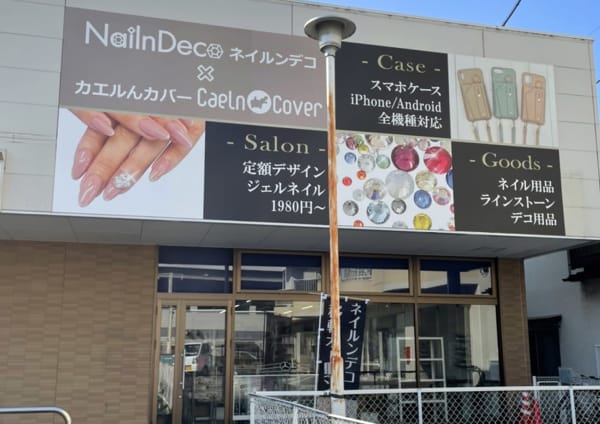 NailnDeco ネイルンデコ
×
カエルんカバー CaelnCover
- Case -
スマホケース
iPhone/Android
全機種対応
- Salon -
定額デザイン
ジェルネイル
1980円～
- Goods -
ネイル用品
ラインストーン
デコ用品
ネイルンデコ